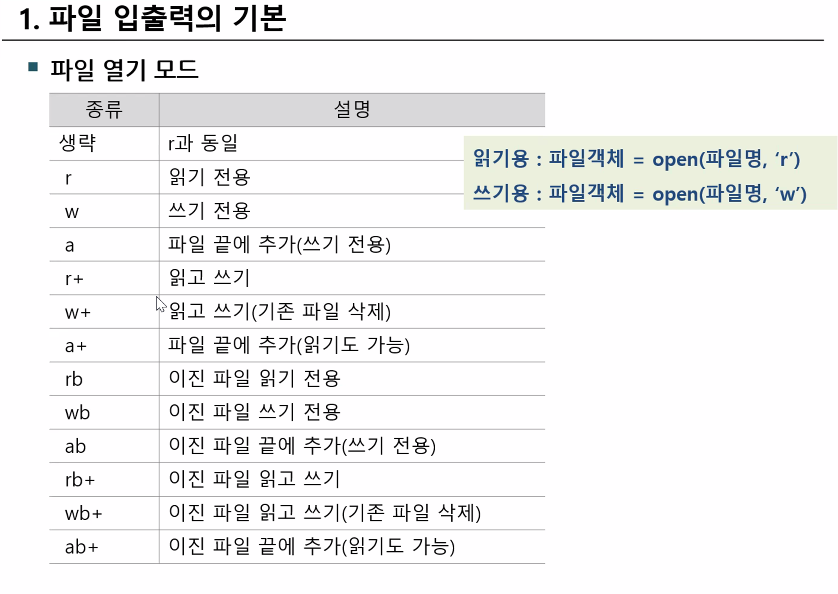 1. 파일 입출력의 기본
■ 파일 열기 모드
종류 설명
생략 r과 동일
r 읽기 전용
w 쓰기 전용
a 파일 끝에 추가(쓰기 전용)
r+ 읽고 쓰기
w+ 읽고 쓰기(기존 파일 삭제)
a+ 파일 끝에 추가(읽기도 가능)
rb 이진 파일 읽기 전용
wb 이진 파일 쓰기 전용
ab 이진 파일 끝에 추가(쓰기 전용)
rb+ 이진 파일 읽고 쓰기
wb+ 이진 파일 읽고 쓰기(기존 파일 삭제)
ab+ 이진 파일 끝에 추가(읽기도 가능)
읽기용 : 파일객체 = open(파일명, ‘r’)
쓰기용 : 파일객체 = open(파일명, ‘w’)